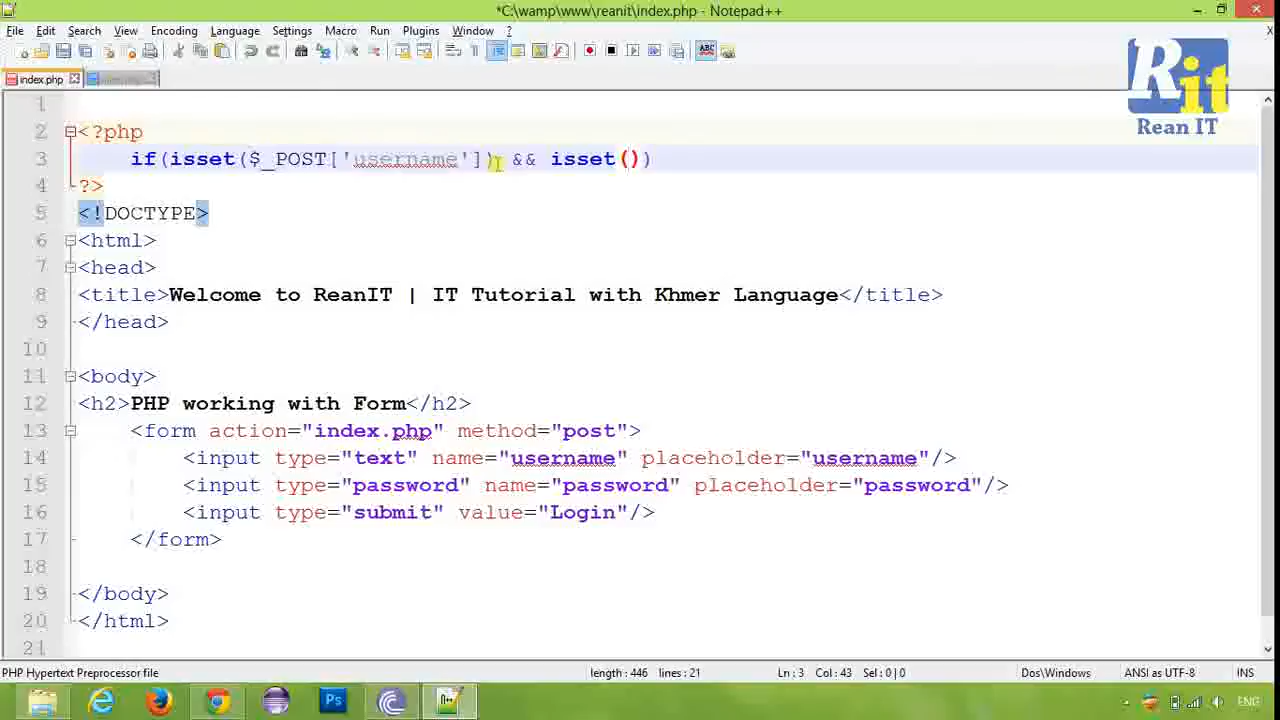 *C:\wamp\www\reanit\index.php - Notepad++
File Edit Search View Encoding Language Settings Macro Run Plugins Window ?
index.php
Rit
Rean IT
1
2 <?php
3 if(isset($_POST['username']) && isset())
4 ?>
5 <!DOCTYPE>
6 <html>
7 <head>
8 <title>Welcome to ReanIT | IT Tutorial with Khmer Language</title>
9 </head>
10
11 <body>
12 <h2>PHP working with Form</h2>
13 <form action="index.php" method="post">
14 <input type="text" name="username" placeholder="username"/>
15 <input type="password" name="password" placeholder="password"/>
16 <input type="submit" value="Login"/>
17 </form>
18
19 </body>
20 </html>
21
PHP Hypertext Preprocessor file length : 446 lines : 21 Ln : 3 Col : 43 Sel : 0 | 0 Dos\Windows ANSI as UTF-8 INS
Ps ENG